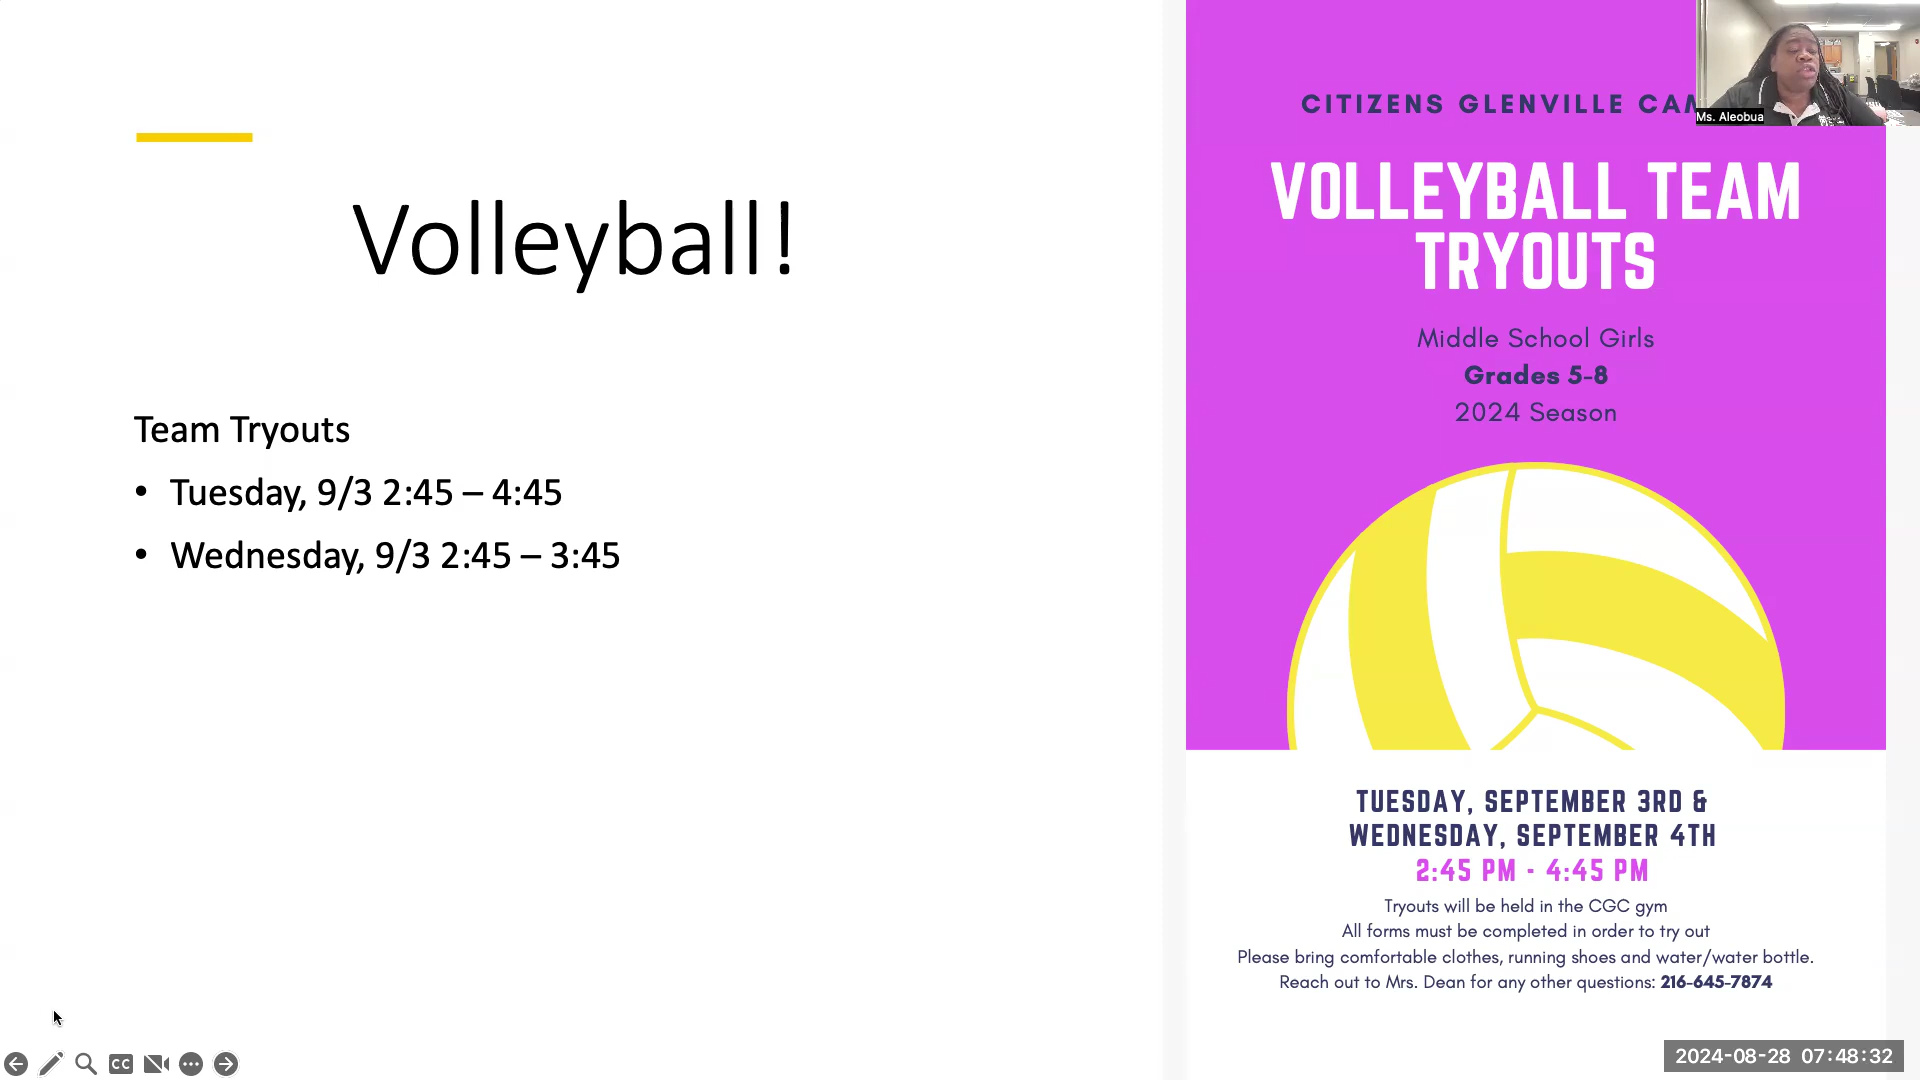 Volleyball!
Team Tryouts
• Tuesday, 9/3 2:45 – 4:45
• Wednesday, 9/3 2:45 – 3:45
CITIZENS GLENVILLE
VOLLEYBALL TEAM
TRYOUTS
Middle School Girls
Grades 5-8
2024 Season
TUESDAY, SEPTEMBER 3RD &
WEDNESDAY, SEPTEMBER 4TH
2:45 PM - 4:45 PM
Tryouts will be held in the CGC gym
All forms must be completed in order to try out
Please bring comfortable clothes, running shoes and water/water bottle.
Reach out to Mrs. Dean for any other questions: 216-645-7874
Ms. Aleobua
CC
2024-08-28 07:48:32